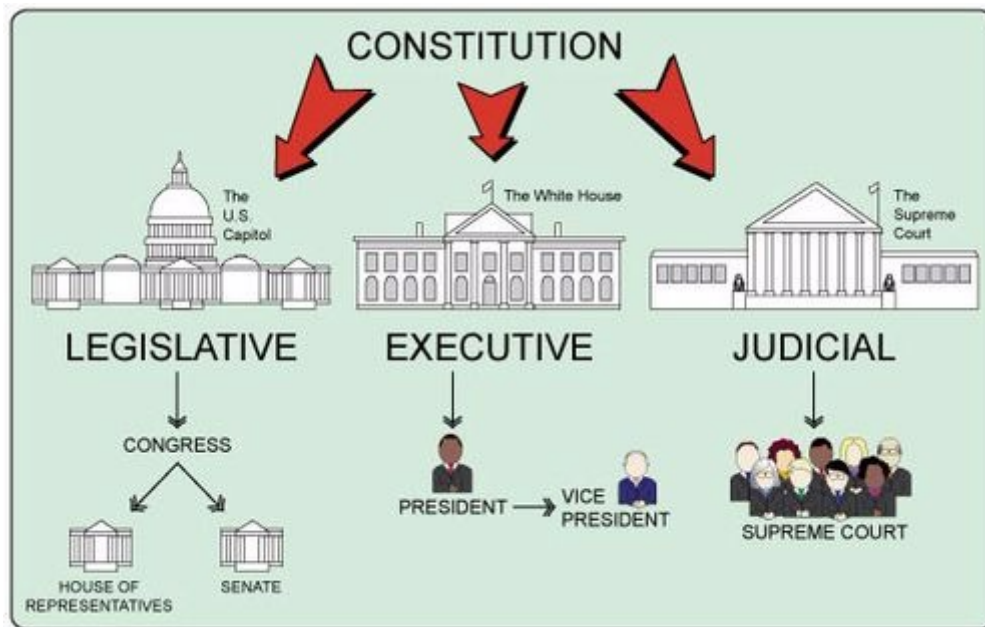 CONSTITUTION
The
U.S.
Capitol
The White House
The
Supreme
Court
LEGISLATIVE
EXECUTIVE
JUDICIAL
CONGRESS
HOUSE OF
REPRESENTATIVES
SENATE
PRESIDENT
VICE
PRESIDENT
SUPREME COURT